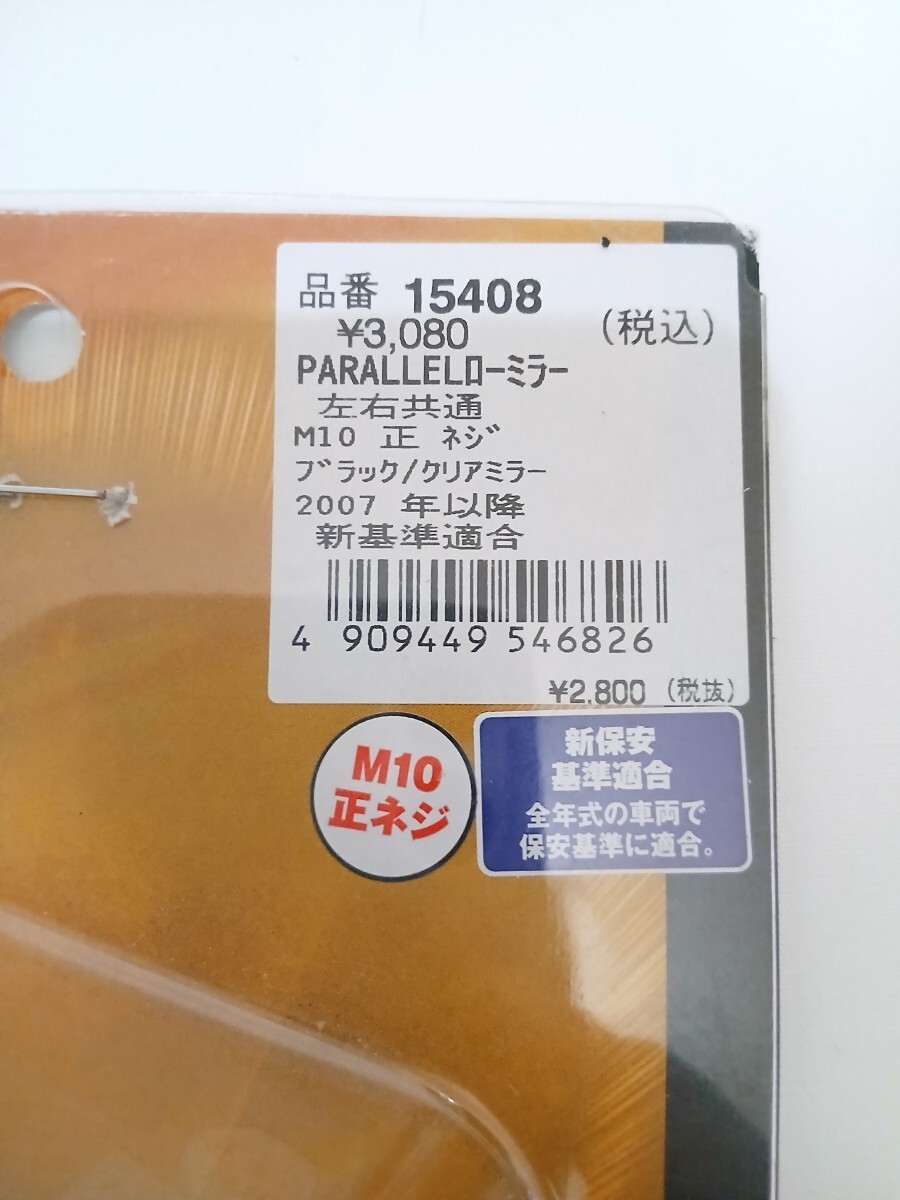 品番 15408
¥3,080 (税込)
PARALLELﾛｰﾐﾗｰ
左右共通
M10 正 ﾈｼﾞ
ﾌﾞﾗｯｸ/ｸﾘｱﾐﾗｰ
2007 年以降
新基準適合
4 909449 546826
¥2,800 (税抜)
M10
正ネジ
新保安
基準適合
全年式の車両で
保安基準に適合。